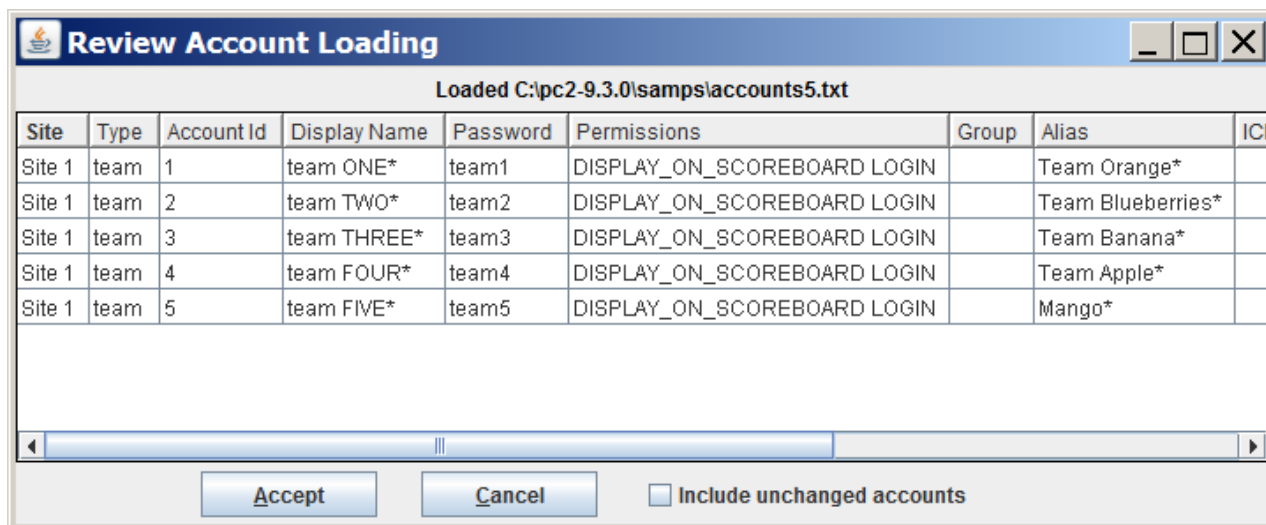 Review Account Loading
Loaded C:\pc2-9.3.0\samps\accounts5.txt
Site Type Account Id Display Name Password Permissions Group Alias ICP
Site 1 team 1 team ONE* team1 DISPLAY_ON_SCOREBOARD LOGIN Team Orange*
Site 1 team 2 team TWO* team2 DISPLAY_ON_SCOREBOARD LOGIN Team Blueberries*
Site 1 team 3 team THREE* team3 DISPLAY_ON_SCOREBOARD LOGIN Team Banana*
Site 1 team 4 team FOUR* team4 DISPLAY_ON_SCOREBOARD LOGIN Team Apple*
Site 1 team 5 team FIVE* team5 DISPLAY_ON_SCOREBOARD LOGIN Mango*
Accept Cancel Include unchanged accounts